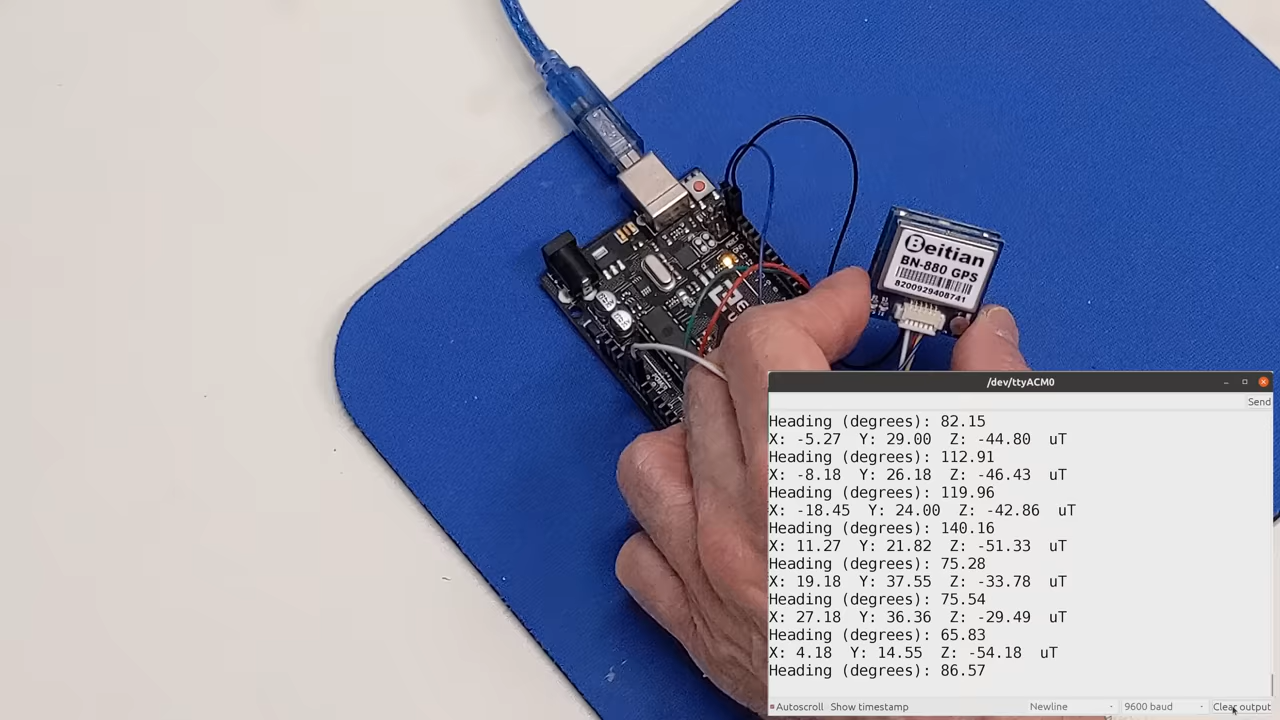 Beitian
BN-880 GPS
8200929408741
/dev/ttyACM0
Send
Heading (degrees): 82.15
X: -5.27 Y: 29.00 Z: -44.80 uT
Heading (degrees): 112.91
X: -8.18 Y: 26.18 Z: -46.43 uT
Heading (degrees): 119.96
X: -18.45 Y: 24.00 Z: -42.86 uT
Heading (degrees): 140.16
X: 11.27 Y: 21.82 Z: -51.33 uT
Heading (degrees): 75.28
X: 19.18 Y: 37.55 Z: -33.78 uT
Heading (degrees): 75.54
X: 27.18 Y: 36.36 Z: -29.49 uT
Heading (degrees): 65.83
X: 4.18 Y: 14.55 Z: -54.18 uT
Heading (degrees): 86.57
Autoscroll Show timestamp Newline 9600 baud Clear output